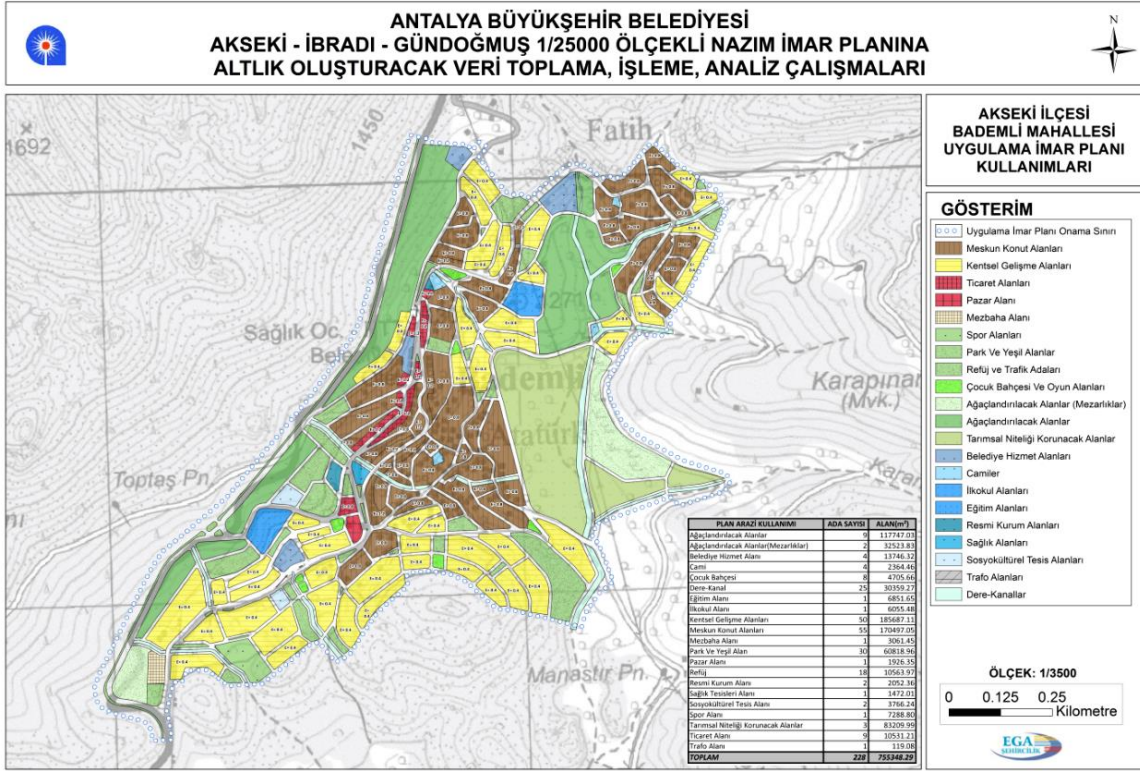 ANTALYA BÜYÜKŞEHİR BELEDİYESİ
AKSEKİ - İBRADI - GÜNDOĞMUŞ 1/25000 ÖLÇEKLİ NAZIM İMAR PLANINA
ALTLIK OLUŞTURACAK VERİ TOPLAMA, İŞLEME, ANALİZ ÇALIŞMALARI
N
AKSEKİ İLÇESİ
BADEMLİ MAHALLESİ
UYGULAMA İMAR PLANI
KULLANIMLARI
GÖSTERİM
Uygulama İmar Planı Onama Sınırı
Meskun Konut Alanları
Kentsel Gelişme Alanları
Ticaret Alanları
Pazar Alanı
Mezbaha Alanı
Spor Alanları
Park Ve Yeşil Alanlar
Refüj ve Trafik Adaları
Çocuk Bahçesi Ve Oyun Alanları
Ağaçlandırılacak Alanlar (Mezarlıklar)
Ağaçlandırılacak Alanlar
Tarımsal Niteliği Korunacak Alanlar
Belediye Hizmet Alanları
Camiler
İlkokul Alanları
Eğitim Alanları
Resmi Kurum Alanları
Sağlık Alanları
Sosyokültürel Tesis Alanları
Trafo Alanları
Dere-Kanallar
1692
1450
Fatih
271
Sağlık Oc.
Bele
demli
Atatürk
Karapınar
(Mvk.)
Toptaş Pn.
Karan
Manastır Pn.
PLAN ARAZİ KULLANIMI ADA SAYISI ALAN(m²)
Ağaçlandırılacak Alanlar 9 117747.03
Ağaçlandırılacak Alanlar(Mezarlıklar) 2 32523.83
Belediye Hizmet Alanı 4 13746.32
Cami 4 2364.46
Çocuk Bahçesi 8 4705.66
Dere-Kanal 25 30359.27
Eğitim Alanı 1 6851.65
İlkokul Alanı 1 6055.48
Kentsel Gelişme Alanları 50 185687.11
Meskun Konut Alanları 55 170497.05
Mezbaha Alanı 1 3061.45
Park Ve Yeşil Alan 30 60818.96
Pazar Alanı 1 1926.35
Refüj 18 10563.97
Resmi Kurum Alanı 2 2052.36
Sağlık Tesisleri Alanı 1 1472.01
Sosyokültürel Tesis Alanı 2 3766.24
Spor Alanı 1 7288.80
Tarımsal Niteliği Korunacak Alanlar 3 83209.99
Ticaret Alanı 9 10531.21
Trafo Alanı 1 119.08
TOPLAM 228 755348.29
ÖLÇEK: 1/3500
0 0.125 0.25
Kilometre
EGA
ŞEHİRCİLİK